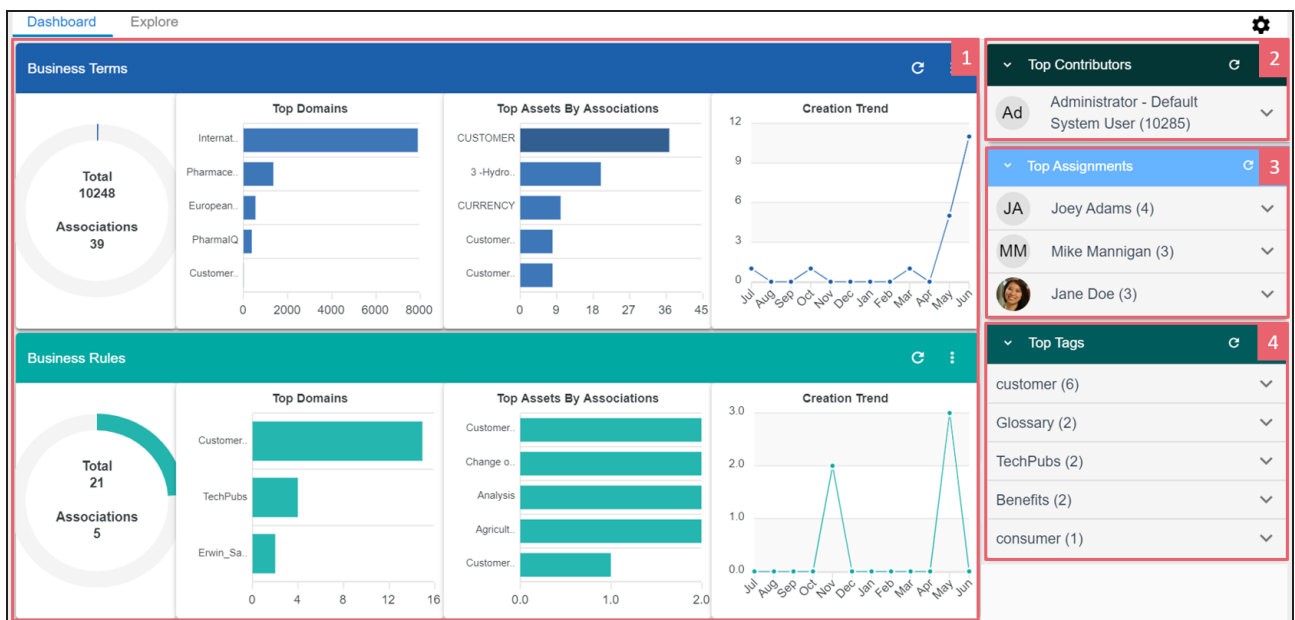 Dashboard Explore
Business Terms
1
Total
10248
Associations
39
Top Domains
Internat..
Pharmace..
European..
PharmaIQ
Customer..
0 2000 4000 6000 8000
Top Assets By Associations
CUSTOMER
3 -Hydro..
CURRENCY
Customer..
Customer..
0 9 18 27 36 45
Creation Trend
12
9
6
3
0
Jul Aug Sep Oct Nov Dec Jan Feb Mar Apr May Jun
Business Rules
Total
21
Associations
5
Top Domains
Customer..
TechPubs
Erwin_Sa..
0 4 8 12 16
Top Assets By Associations
Customer..
Change o..
Analysis
Agricult..
Customer..
0.0 1.0 2.0
Creation Trend
3.0
2.0
1.0
0.0
Jul Aug Sep Oct Nov Dec Jan Feb Mar Apr May Jun
Top Contributors 2
Ad
Administrator - Default
System User (10285)
Top Assignments 3
JA Joey Adams (4)
MM Mike Mannigan (3)
Jane Doe (3)
Top Tags 4
customer (6)
Glossary (2)
TechPubs (2)
Benefits (2)
consumer (1)